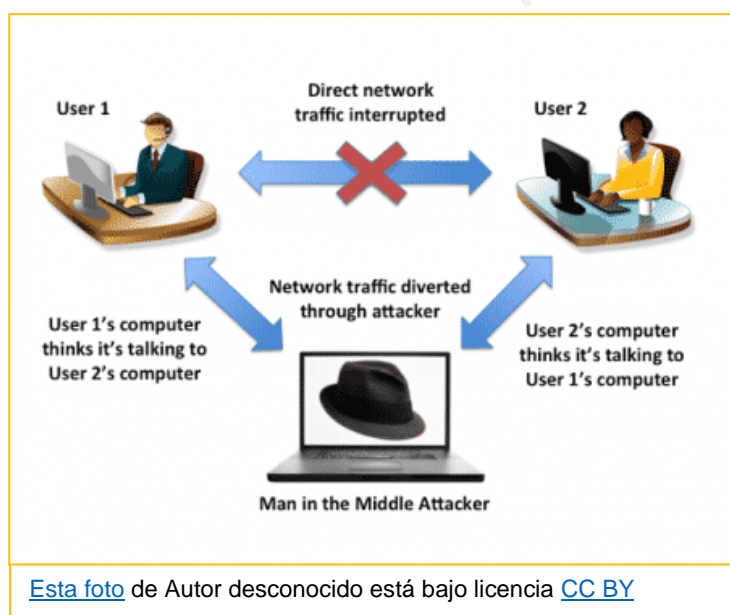 Direct network
traffic interrupted
User 1
User 2
Network traffic diverted
through attacker
User 1's computer
thinks it's talking to
User 2's computer
User 2's computer
thinks it's talking to
User 1's computer
Man in the Middle Attacker
Esta foto de Autor desconocido está bajo licencia CC BY